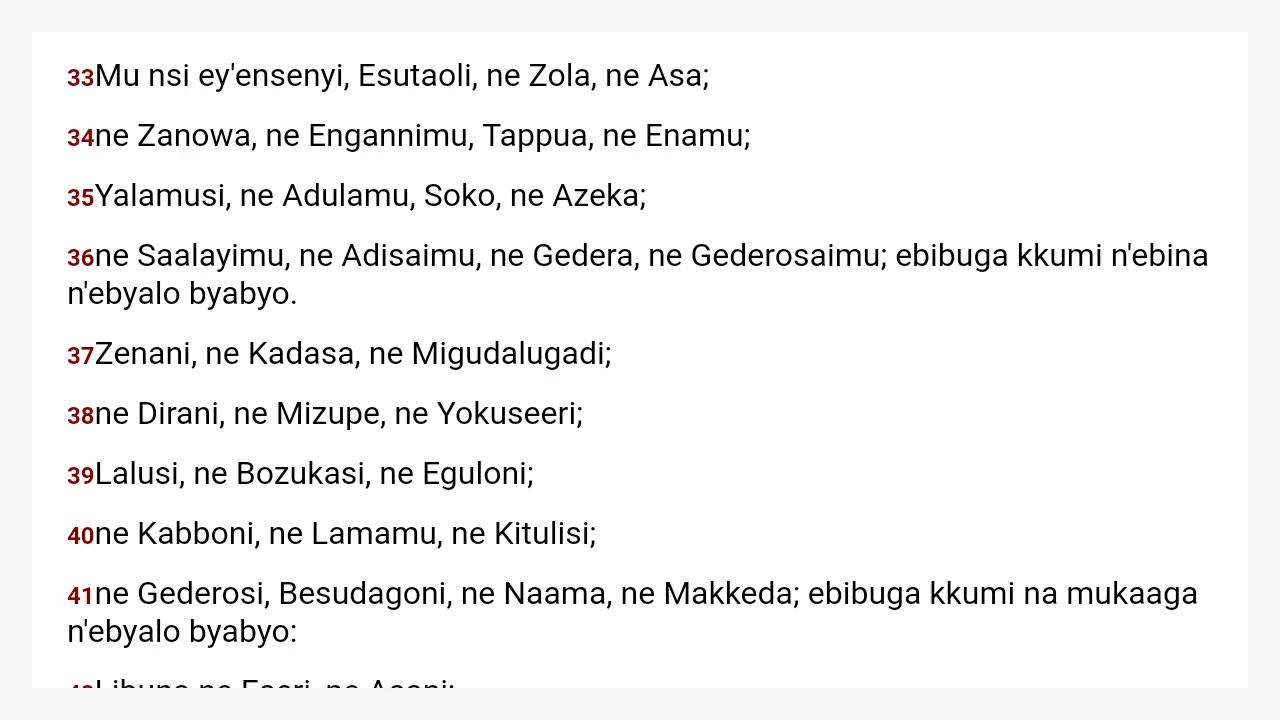 33Mu nsi ey'ensenyi, Esutaoli, ne Zola, ne Asa;
34ne Zanowa, ne Engannimu, Tappua, ne Enamu;
35Yalamusi, ne Adulamu, Soko, ne Azeka;
36ne Saalayimu, ne Adisaimu, ne Gedera, ne Gederosaimu; ebibuga kkumi n'ebina
n'ebyalo byabyo.
37Zenani, ne Kadasa, ne Migudalugadi;
38ne Dirani, ne Mizupe, ne Yokuseeri;
39Lalusi, ne Bozukasi, ne Eguloni;
40ne Kabboni, ne Lamamu, ne Kitulisi;
41ne Gederosi, Besudagoni, ne Naama, ne Makkeda; ebibuga kkumi na mukaaga
n'ebyalo byabyo: